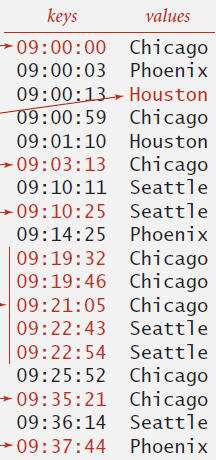 keys values
09:00:00 Chicago
09:00:03 Phoenix
09:00:13 Houston
09:00:59 Chicago
09:01:10 Houston
09:03:13 Chicago
09:10:11 Seattle
09:10:25 Seattle
09:14:25 Phoenix
09:19:32 Chicago
09:19:46 Chicago
09:21:05 Chicago
09:22:43 Seattle
09:22:54 Seattle
09:25:52 Chicago
09:35:21 Chicago
09:36:14 Seattle
09:37:44 Phoenix